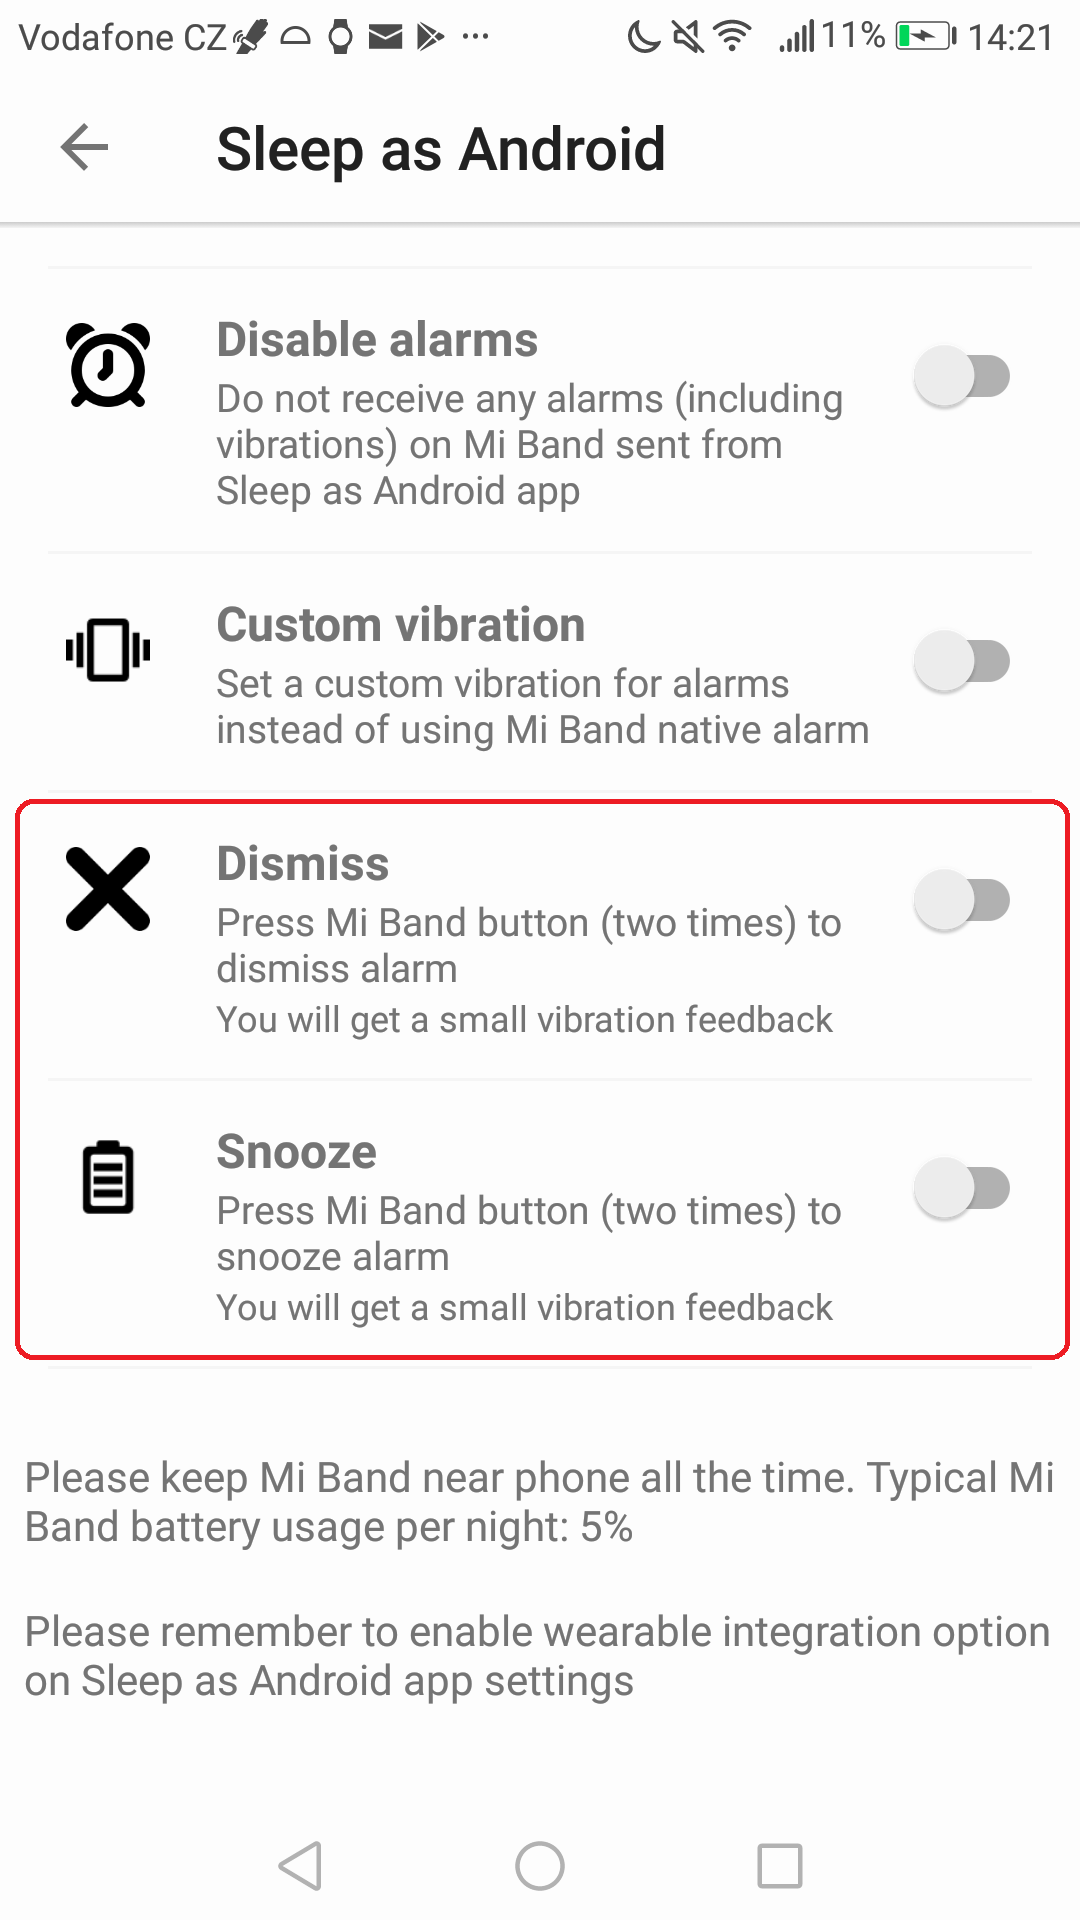 Vodafone CZ 11% 14:21
Sleep as Android
Disable alarms
Do not receive any alarms (including
vibrations) on Mi Band sent from
Sleep as Android app
Custom vibration
Set a custom vibration for alarms
instead of using Mi Band native alarm
Dismiss
Press Mi Band button (two times) to
dismiss alarm
You will get a small vibration feedback
Snooze
Press Mi Band button (two times) to
snooze alarm
You will get a small vibration feedback
Please keep Mi Band near phone all the time. Typical Mi
Band battery usage per night: 5%
Please remember to enable wearable integration option
on Sleep as Android app settings